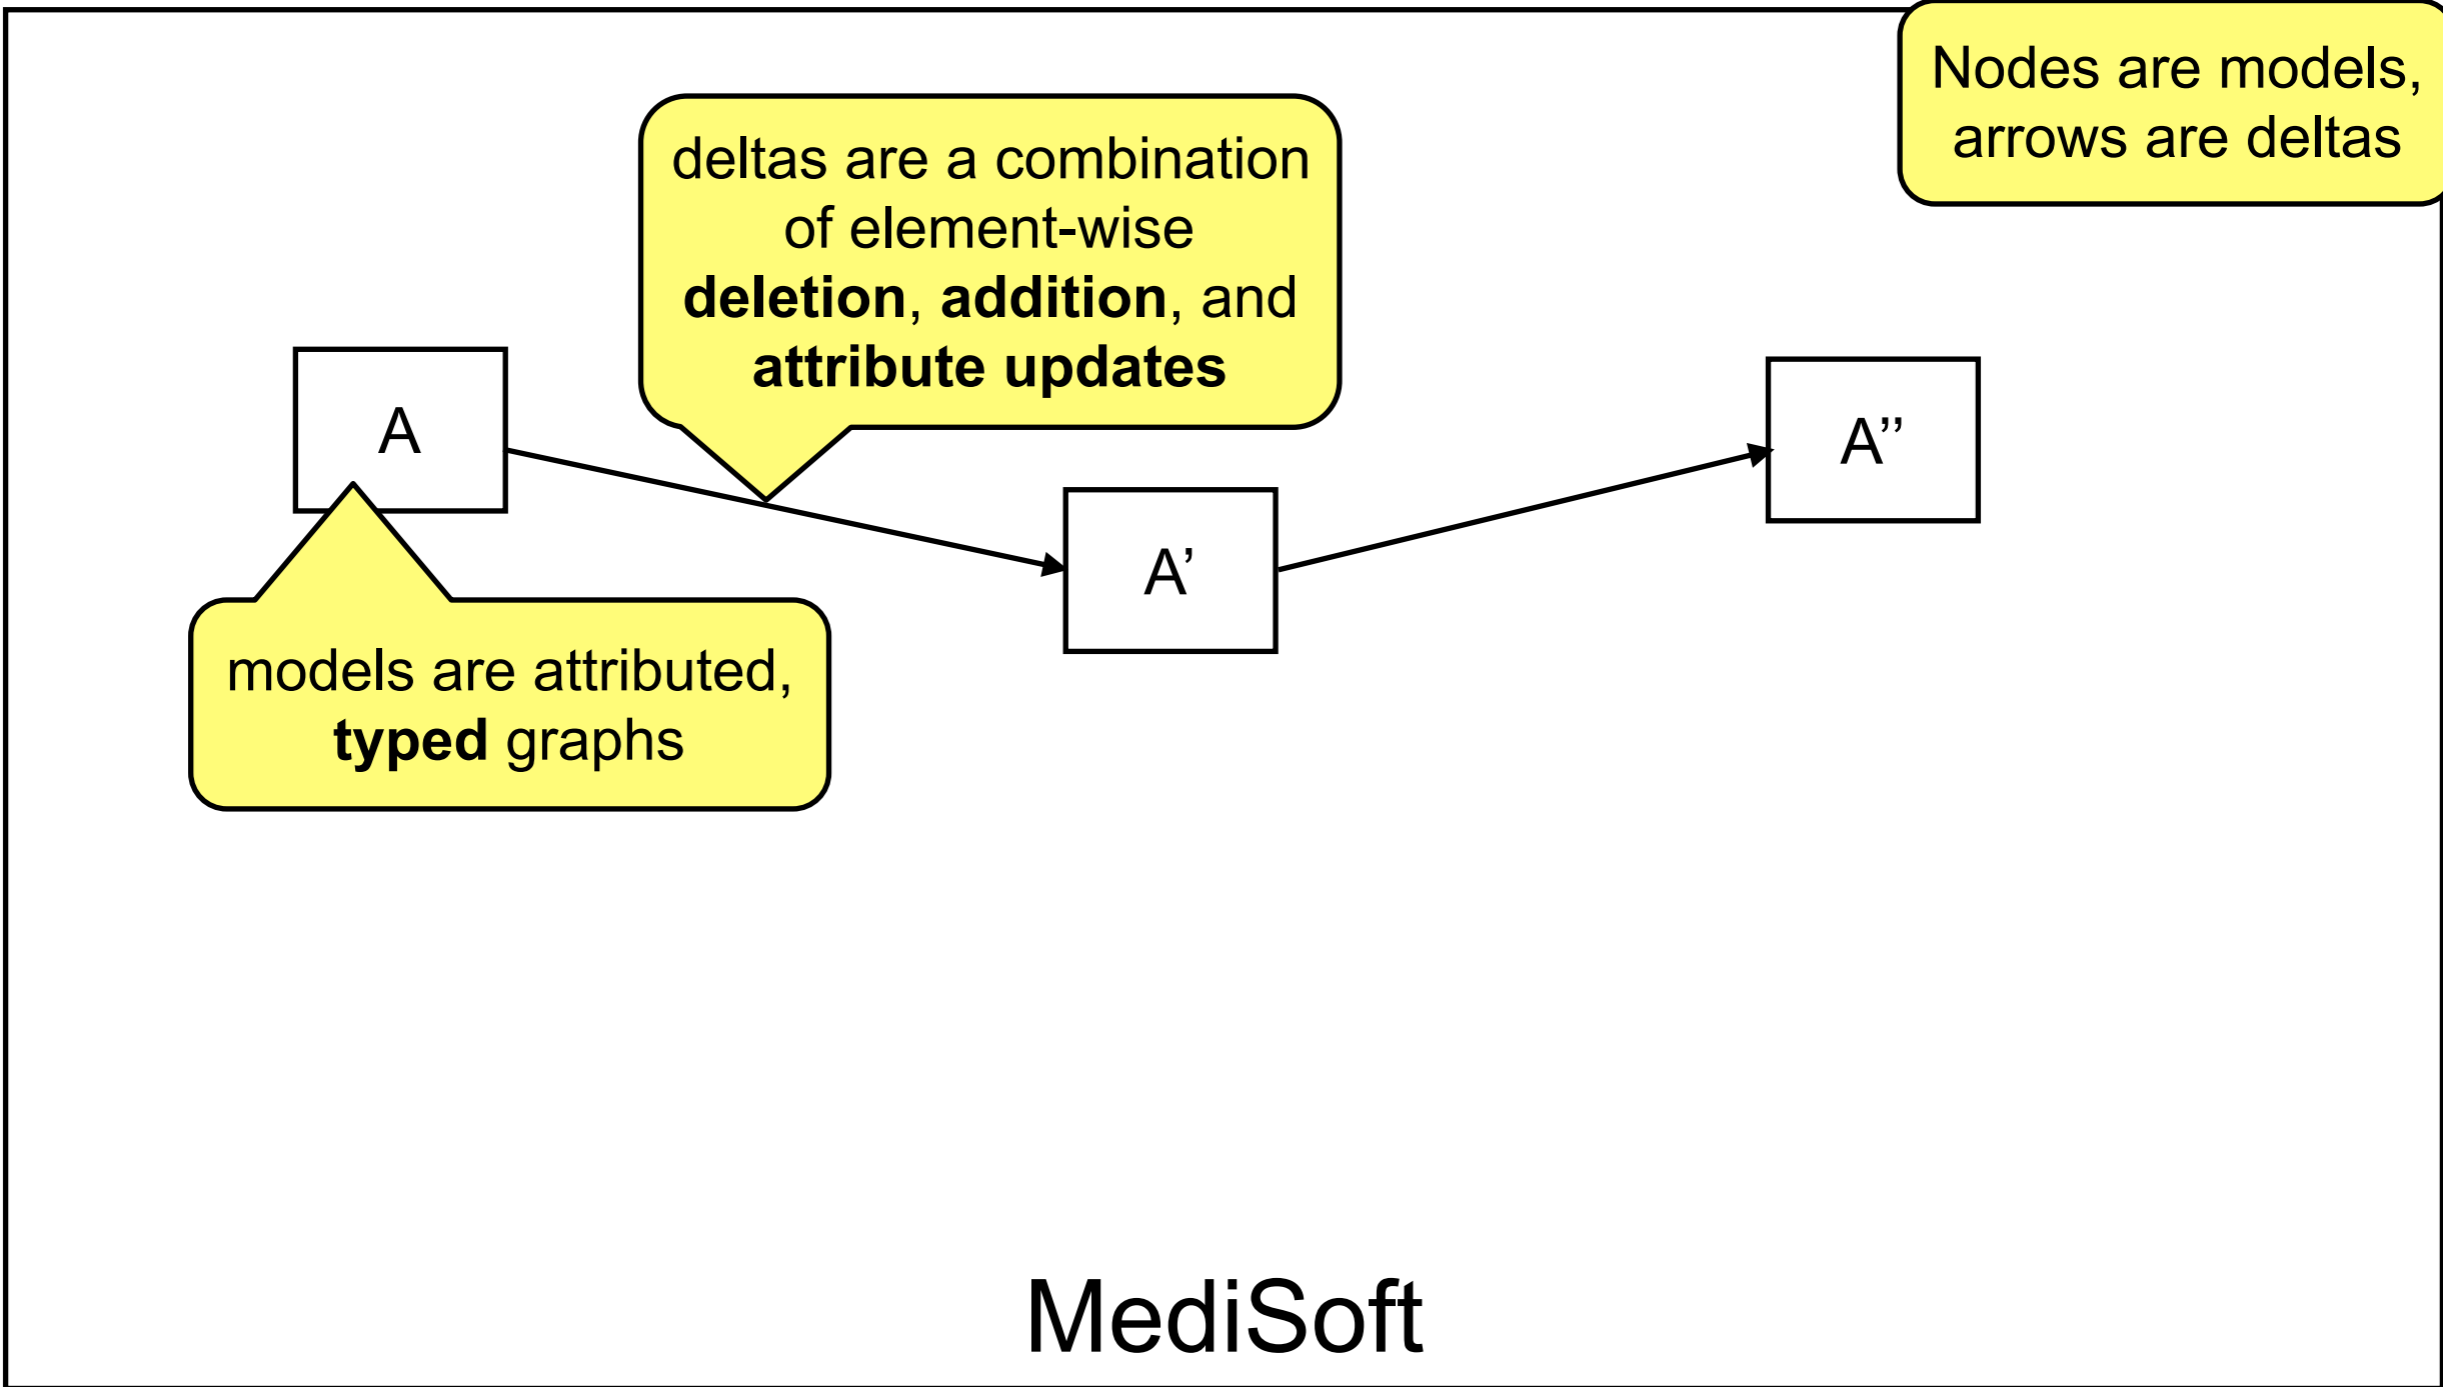 Nodes are models,
arrows are deltas
deltas are a combination
of element-wise
deletion, addition, and
attribute updates
A
A’’
A’
models are attributed,
typed graphs
MediSoft